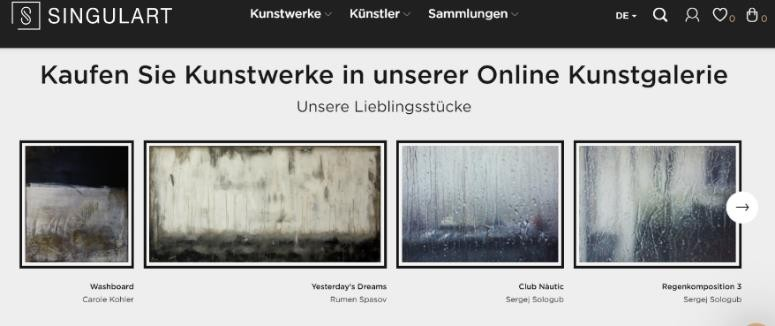 SINGULART
Kunstwerke Künstler Sammlungen
DE
0
0
Kaufen Sie Kunstwerke in unserer Online Kunstgalerie
Unsere Lieblingsstücke
Washboard
Carole Kohler
Yesterday's Dreams
Rumen Spasov
Club Nàutic
Sergej Sologub
Regenkomposition 3
Sergej Sologub